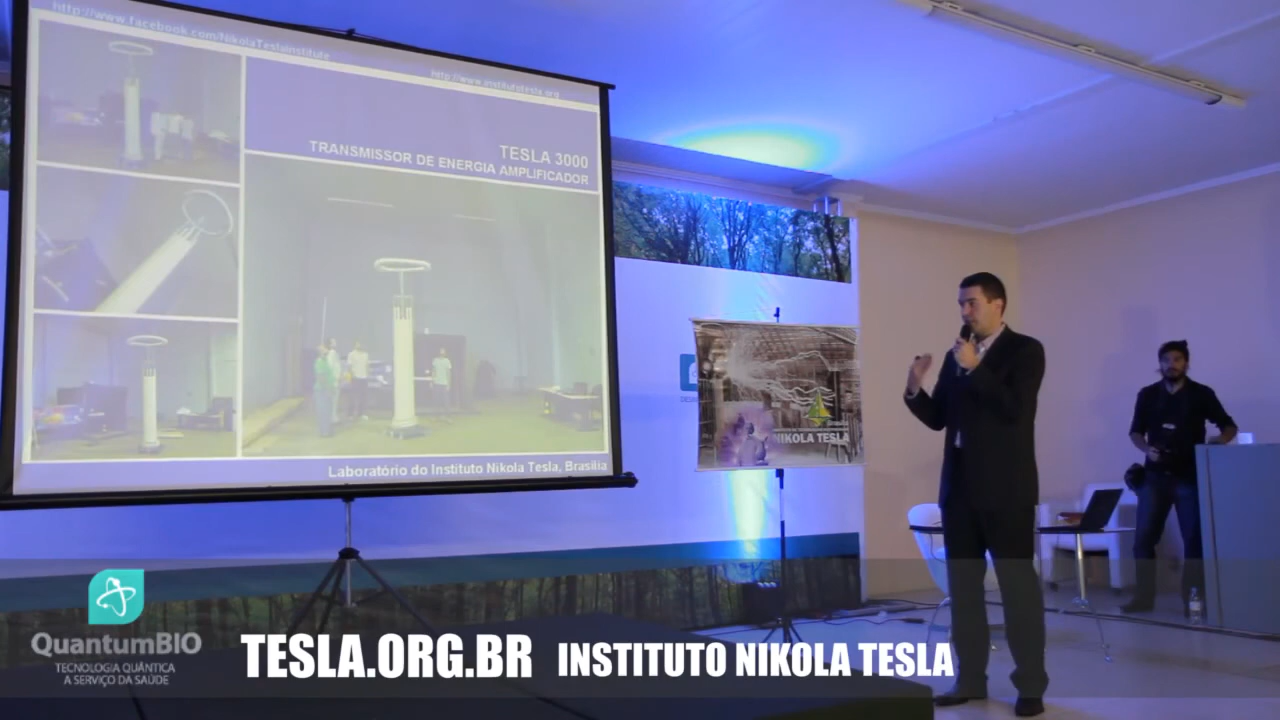 http://www.facebook.com/NikolaTeslaInstitute
http://www.institutotesla.org
TESLA 3000
TRANSMISSOR DE ENERGIA AMPLIFICADOR
Laboratório do Instituto Nikola Tesla, Brasília
NIKOLA TESLA
QuantumBIO
TECNOLOGIA QUÂNTICA
A SERVIÇO DA SAÚDE
TESLA.ORG.BR INSTITUTO NIKOLA TESLA